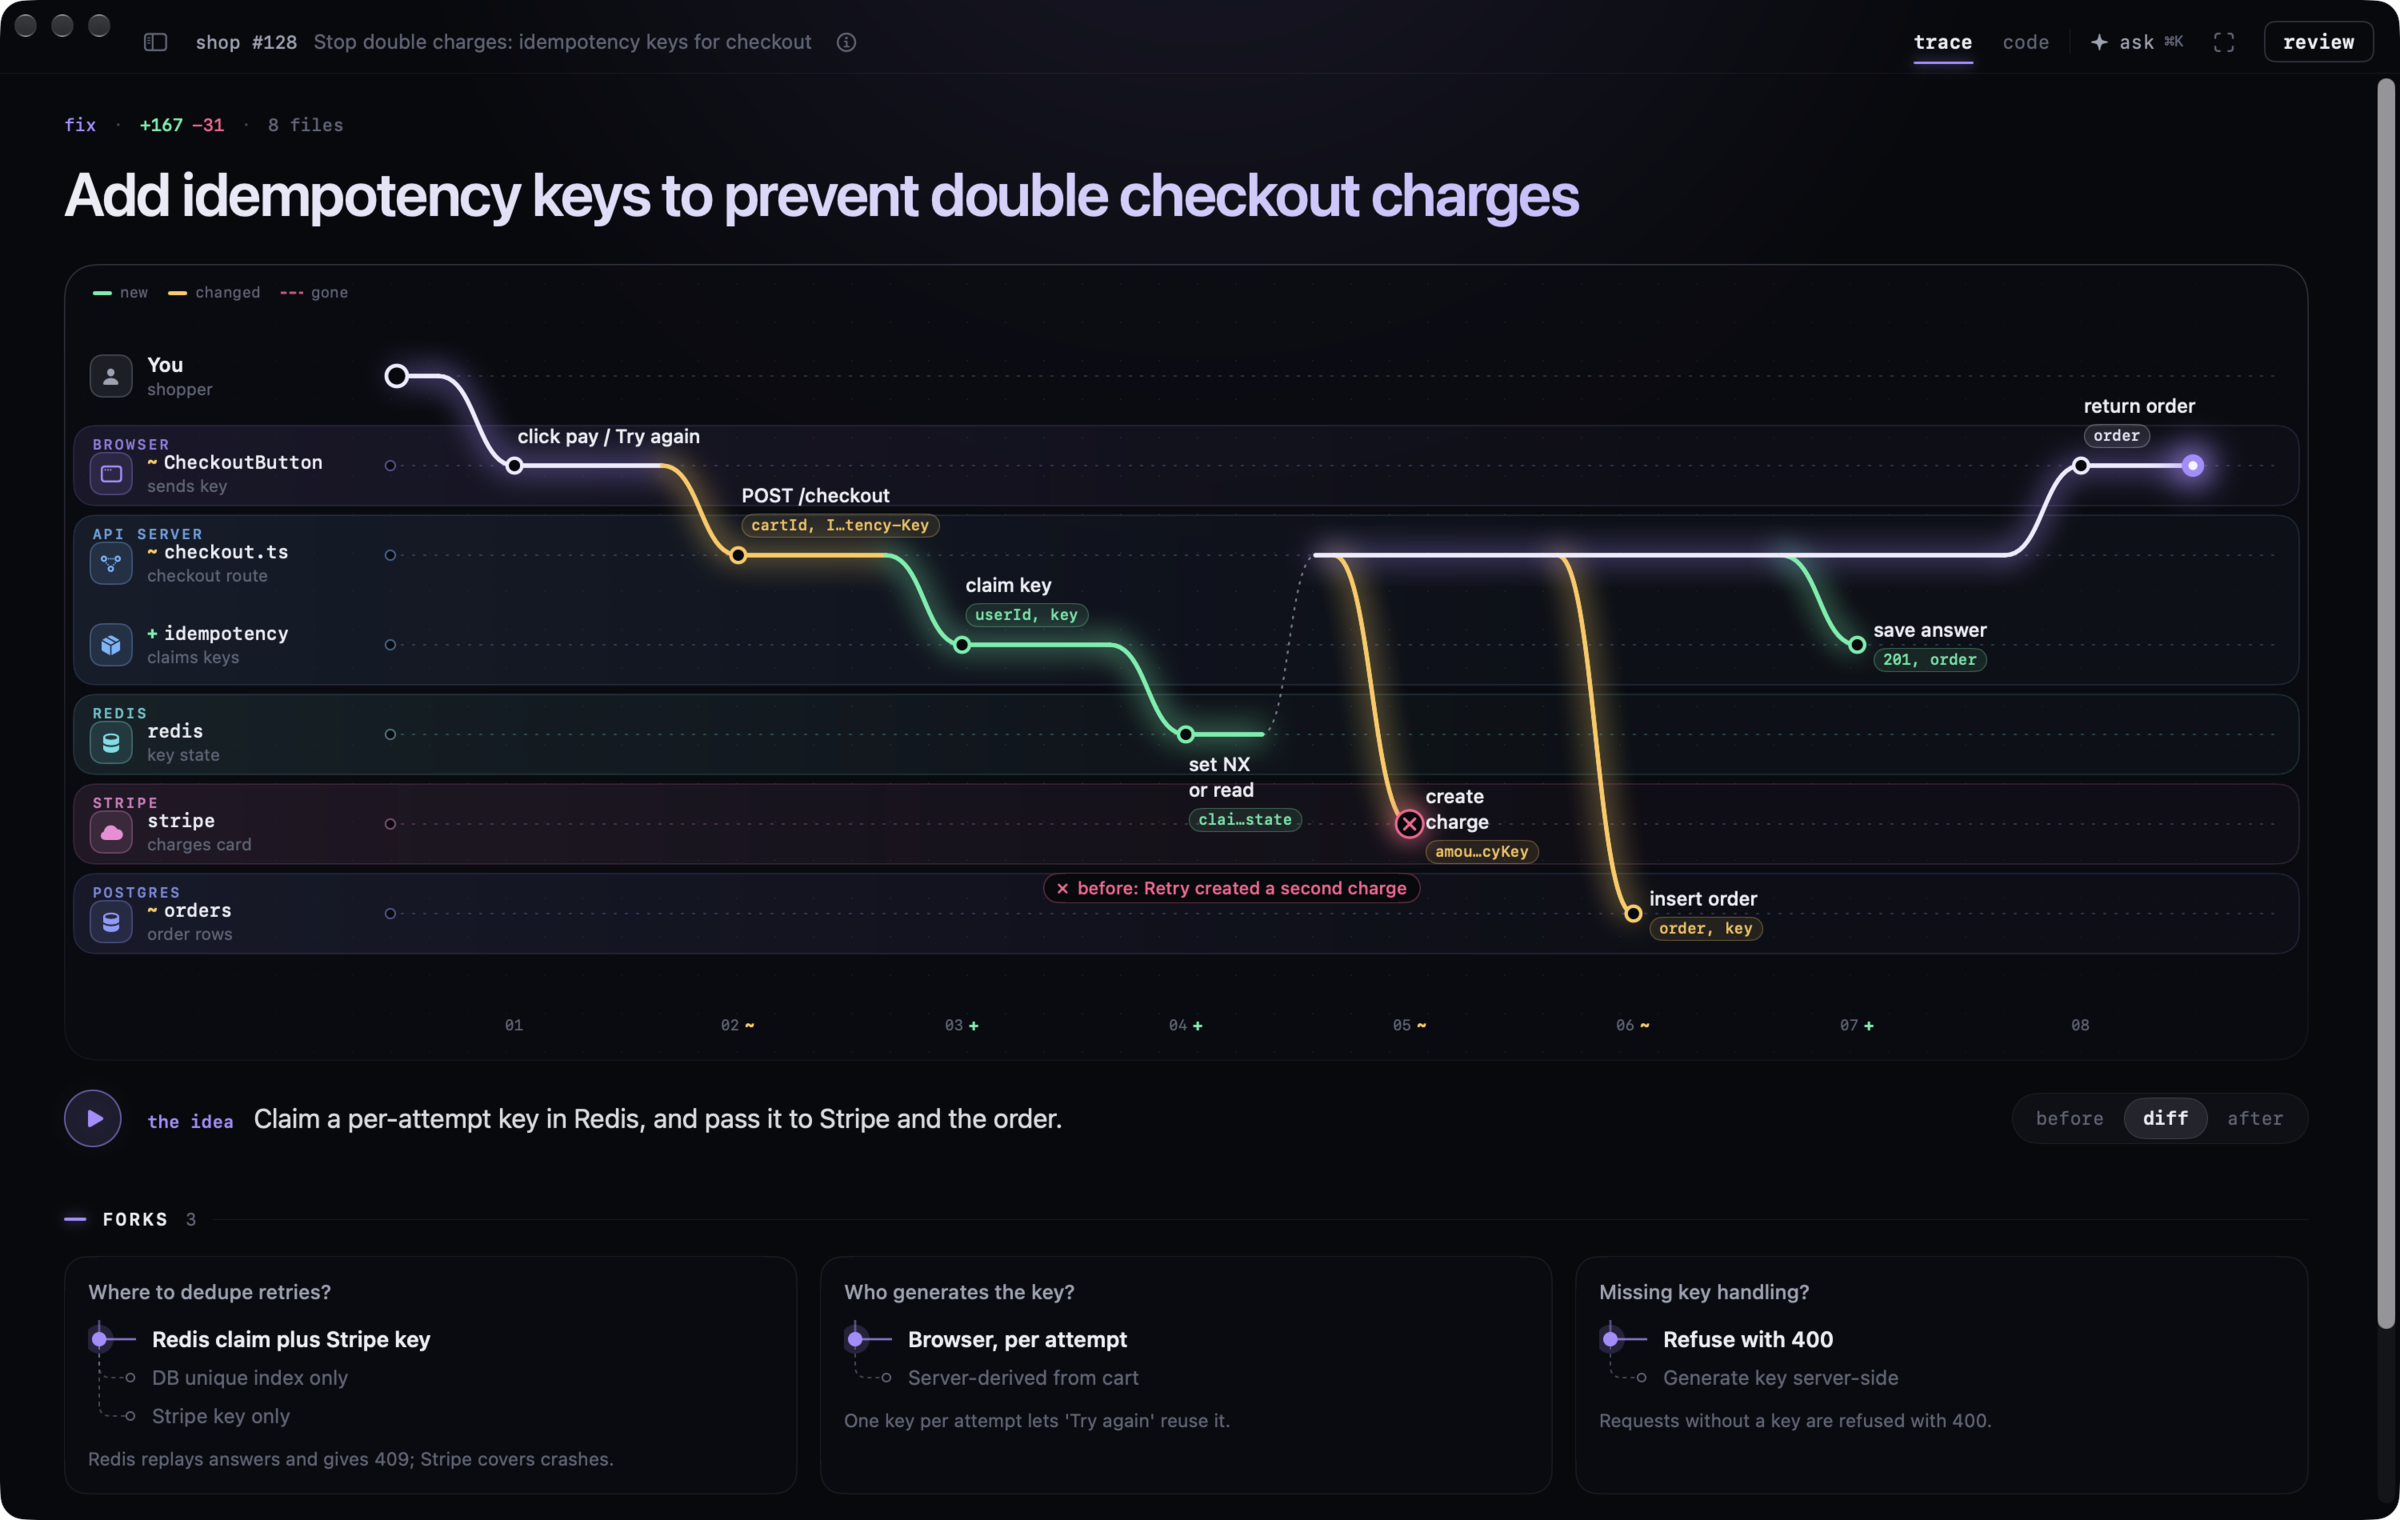 shop #128 Stop double charges: idempotency keys for checkout
trace code ask ⌘K review
fix · +167 −31 · 8 files
Add idempotency keys to prevent double checkout charges
new changed gone
You
shopper
return order
order
BROWSER
~ CheckoutButton
sends key
click pay / Try again
POST /checkout
cartId, I…tency-Key
API SERVER
~ checkout.ts
checkout route
claim key
userId, key
+ idempotency
claims keys
save answer
201, order
REDIS
redis
key state
set NX
or read
clai…state
STRIPE
stripe
charges card
create
charge
amou…cyKey
× before: Retry created a second charge
POSTGRES
~ orders
order rows
insert order
order, key
01 02 ~ 03 + 04 + 05 ~ 06 ~ 07 + 08
the idea Claim a per-attempt key in Redis, and pass it to Stripe and the order.
before diff after
FORKS 3
Where to dedupe retries?
Redis claim plus Stripe key
DB unique index only
Stripe key only
Redis replays answers and gives 409; Stripe covers crashes.
Who generates the key?
Browser, per attempt
Server-derived from cart
One key per attempt lets 'Try again' reuse it.
Missing key handling?
Refuse with 400
Generate key server-side
Requests without a key are refused with 400.